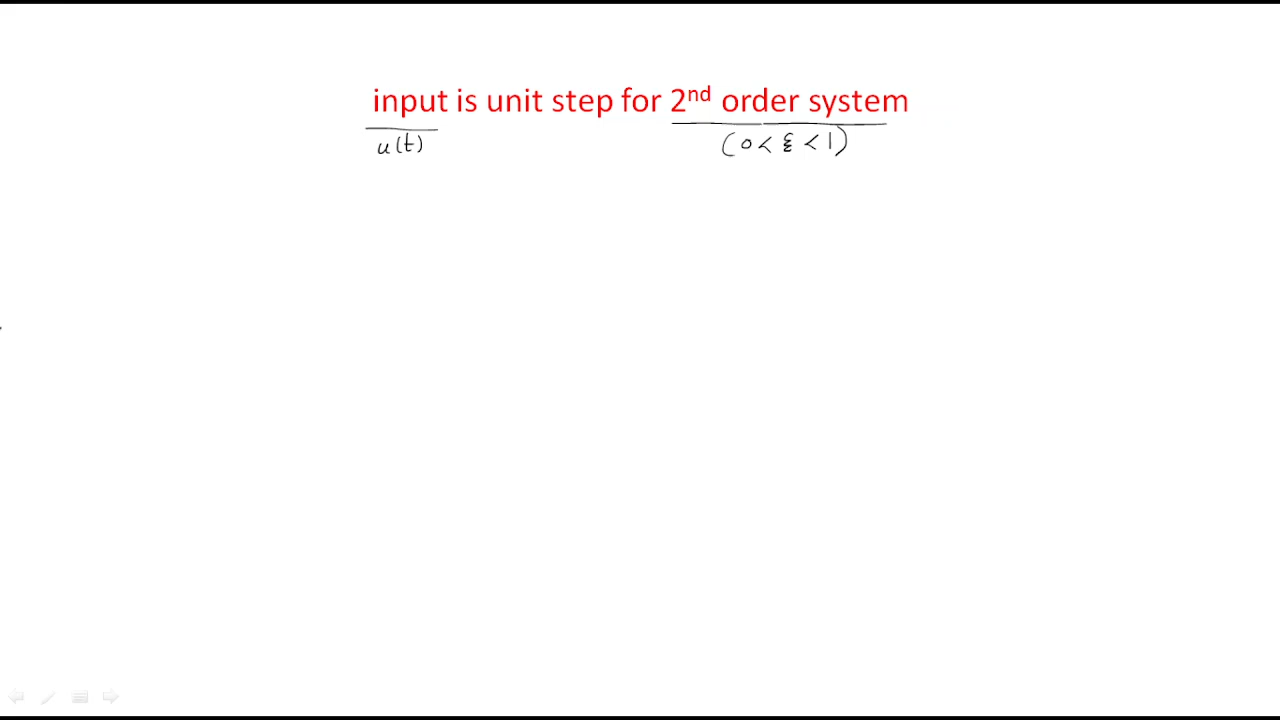 input is unit step for 2nd order system
u(t) (0 < ξ < 1)